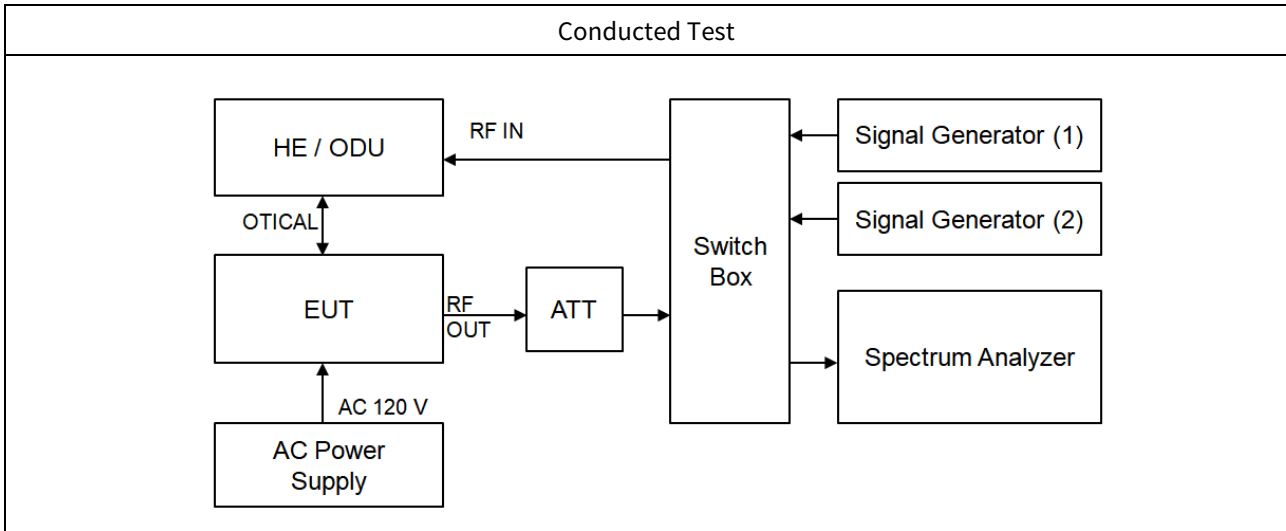 Conducted Test
HE / ODU
RF IN
Signal Generator (1)
OTICAL
Signal Generator (2)
Switch
Box
EUT
RF
OUT
ATT
Spectrum Analyzer
AC 120 V
AC Power
Supply